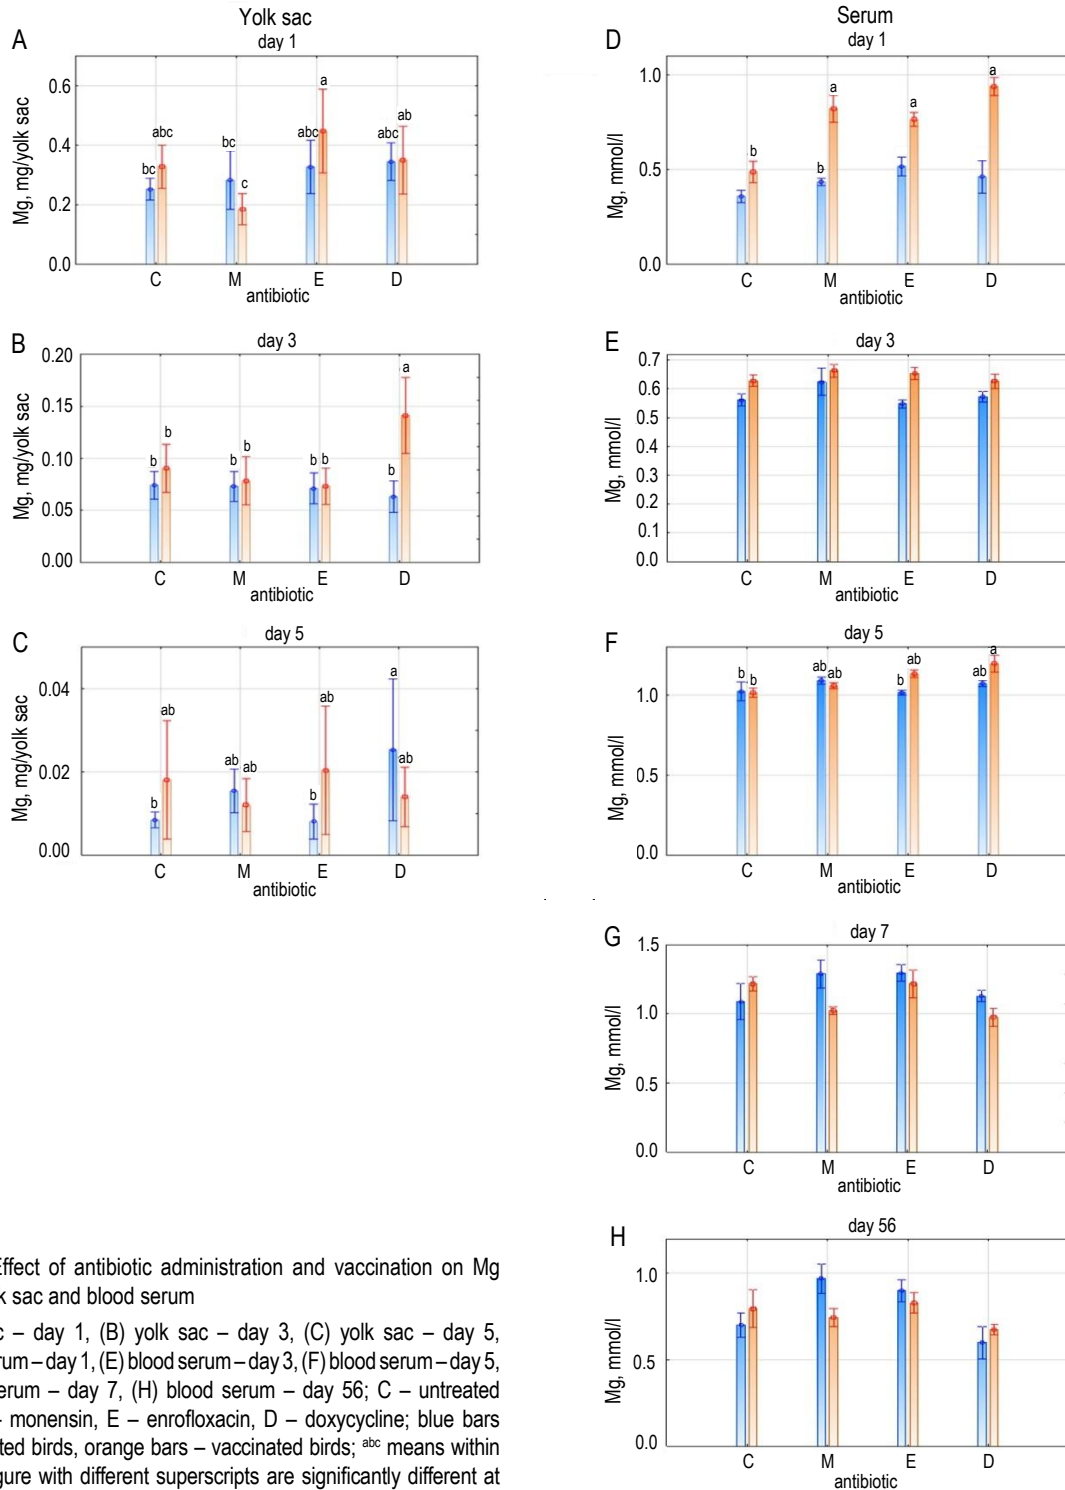 Yolk sac
A
day 1
Mg, mg/yolk sac
0.6
0.4
0.2
0.0
bc
abc
bc
c
abc
a
abc
ab
C M E D
antibiotic
B
day 3
Mg, mg/yolk sac
0.20
0.15
0.10
0.05
0.00
b
b
b
b
b
b
b
a
C M E D
antibiotic
C
day 5
Mg, mg/yolk sac
0.04
0.02
0.00
b
ab
ab
ab
b
ab
a
ab
C M E D
antibiotic
Serum
D
day 1
Mg, mmol/l
1.0
0.5
0.0
b
b
a
a
a
C M E D
antibiotic
E
day 3
Mg, mmol/l
0.7
0.6
0.5
0.4
0.3
0.2
0.1
0.0
C M E D
antibiotic
F
day 5
Mg, mmol/l
1.0
0.5
0.0
b
b
ab
ab
b
ab
ab
a
C M E D
antibiotic
G
day 7
Mg, mmol/l
1.5
1.0
0.5
0.0
C M E D
antibiotic
H
day 56
Mg, mmol/l
1.0
0.5
0.0
C M E D
antibiotic
Effect of antibiotic administration and vaccination on Mg
k sac and blood serum
c – day 1, (B) yolk sac – day 3, (C) yolk sac – day 5,
rum – day 1, (E) blood serum – day 3, (F) blood serum – day 5,
serum – day 7, (H) blood serum – day 56; C – untreated
- monensin, E – enrofloxacin, D – doxycycline; blue bars
ted birds, orange bars – vaccinated birds; abc means within
gure with different superscripts are significantly different at